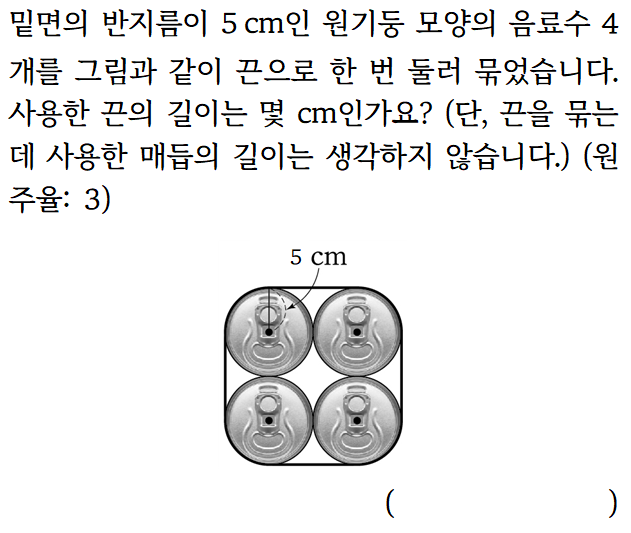 밑면의 반지름이 5 cm인 원기둥 모양의 음료수 4
개를 그림과 같이 끈으로 한 번 둘러 묶었습니다.
사용한 끈의 길이는 몇 cm인가요? (단, 끈을 묶는
데 사용한 매듭의 길이는 생각하지 않습니다.) (원
주율: 3)
5 cm
( )